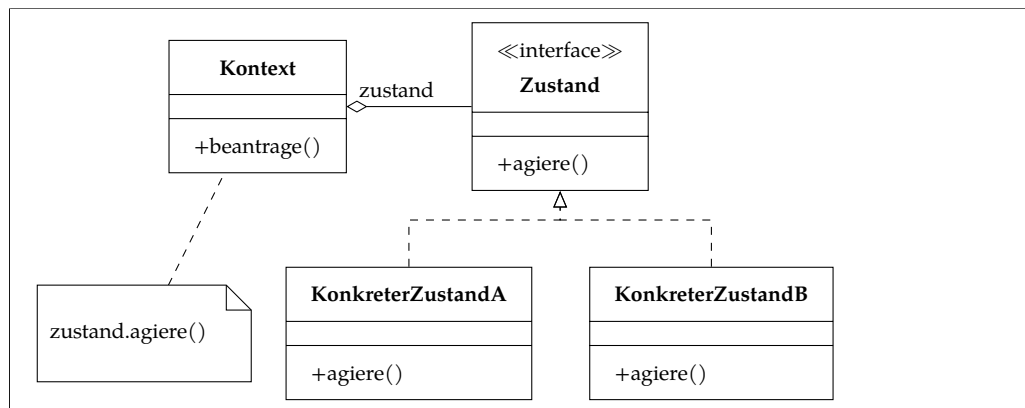 Kontext
+beantrage()
zustand
≪interface≫
Zustand
+agiere()
zustand.agiere()
KonkreterZustandA
+agiere()
KonkreterZustandB
+agiere()